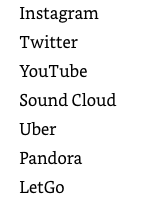 Instagram
Twitter
YouTube
Sound Cloud
Uber
Pandora
LetGo